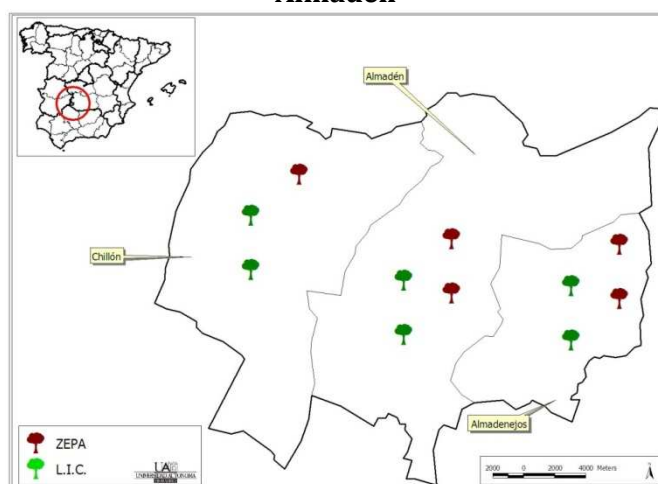 Almadén
Almadén
Chillón
Almadenejos
ZEPA
L.I.C.
2000 0 2000 4000 Meters